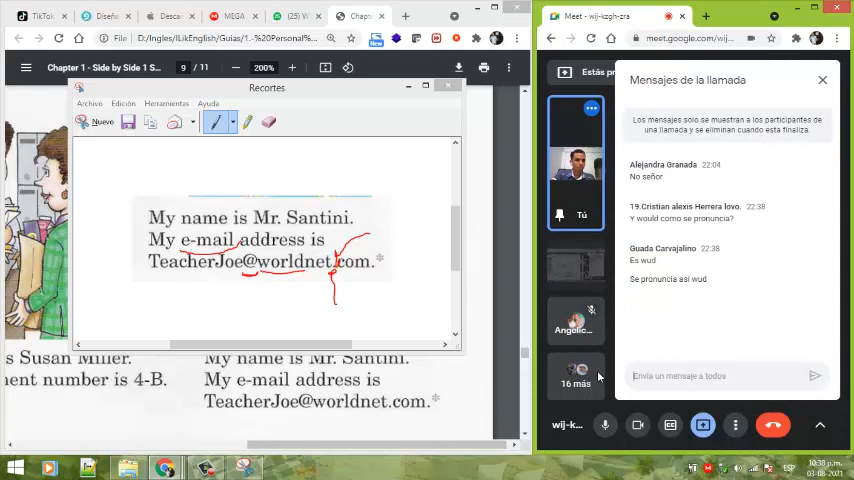 TikTok
Diseña
Descar
MEGA
(25) W
Chapte
File
D:/Ingles/ILikEnglish/Guias/1.-%20Personal
New
Chapter 1 - Side by Side 1 S
9 / 11
200%
Recortes
Archivo Edición Herramientas Ayuda
Nuevo
My name is Mr. Santini.
My e-mail address is
TeacherJoe@worldnet.com.*
s Susan Miller.
nent number is 4-B.
My name is Mr. Santini.
My e-mail address is
TeacherJoe@worldnet.com.*
Meet - wij-kzgh-zra
meet.google.com/wij
Estás pr
Tú
Angelic...
16 más
Mensajes de la llamada
Los mensajes solo se muestran a los participantes de
una llamada y se eliminan cuando esta finaliza.
Alejandra Granada 22:04
No señor
19.Cristian alexis Herrera lovo. 22:38
Y would como se pronuncia?
Guada Carvajalino 22:38
Es wud
Se pronuncia asi wud
Envía un mensaje a todos
wij-k...
CC
ESP
10:38 p.m.
03-08-2021